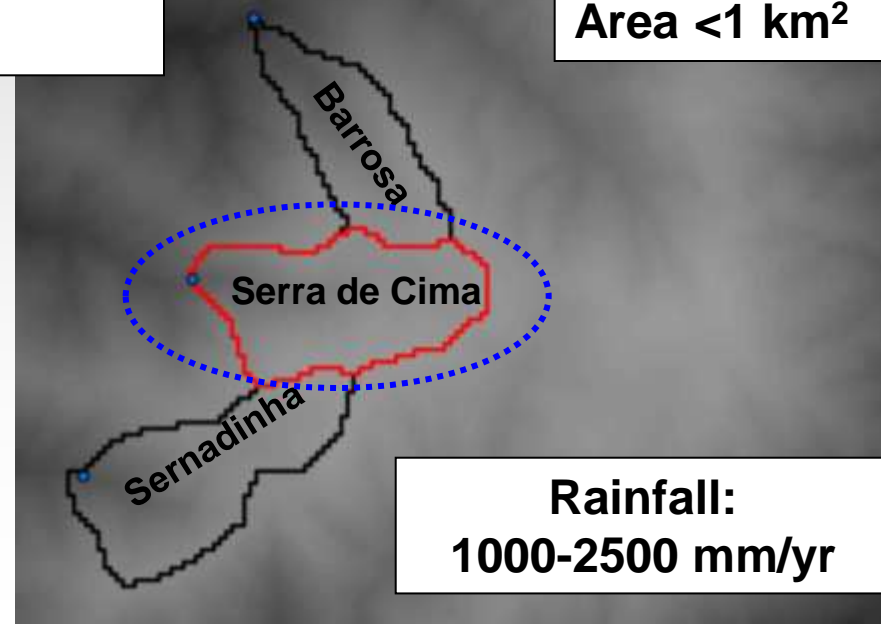 Area <1 km²
Barrosa
Serra de Cima
Sernadinha
Rainfall:
1000-2500 mm/yr